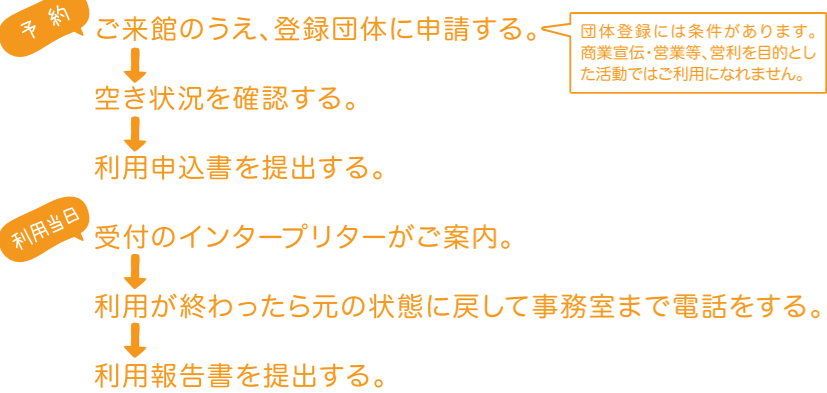 予約
ご来館のうえ、登録団体に申請する。
団体登録には条件があります。
商業宣伝・営業等、営利を目的とし
た活動ではご利用になれません。
空き状況を確認する。
利用申込書を提出する。
利用当日
受付のインタープリターがご案内。
利用が終わったら元の状態に戻して事務室まで電話をする。
利用報告書を提出する。